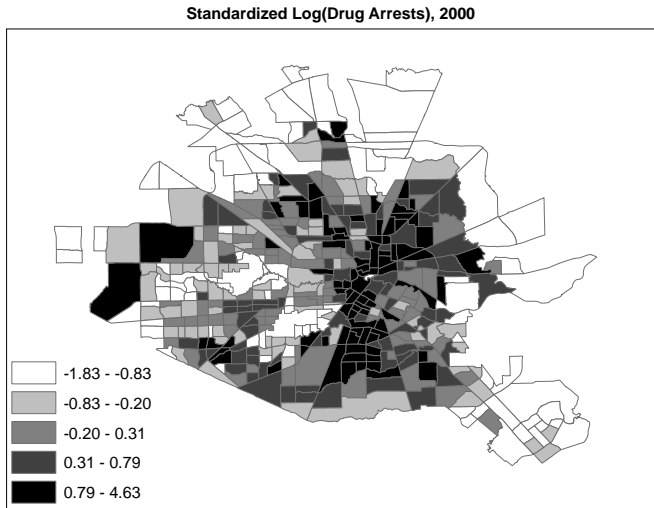 Standardized Log(Drug Arrests), 2000
-1.83 - -0.83
-0.83 - -0.20
-0.20 - 0.31
0.31 - 0.79
0.79 - 4.63